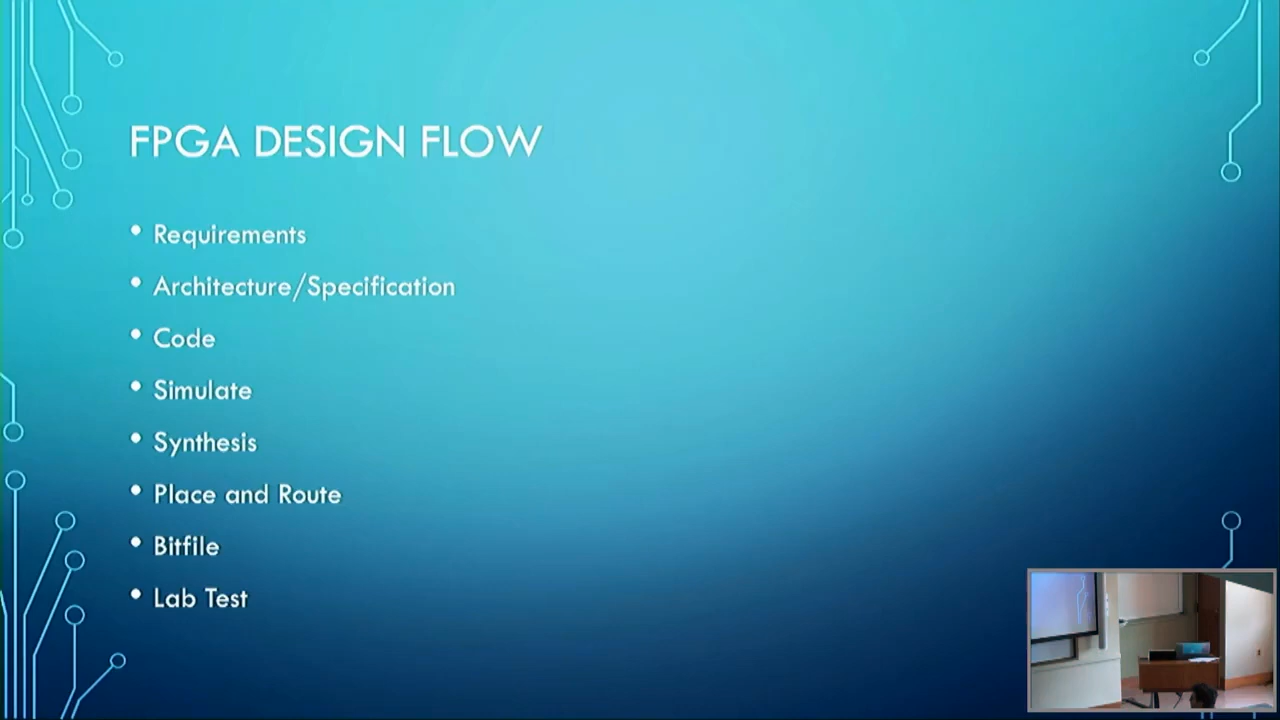 FPGA DESIGN FLOW
• Requirements
• Architecture/Specification
• Code
• Simulate
• Synthesis
• Place and Route
• Bitfile
• Lab Test